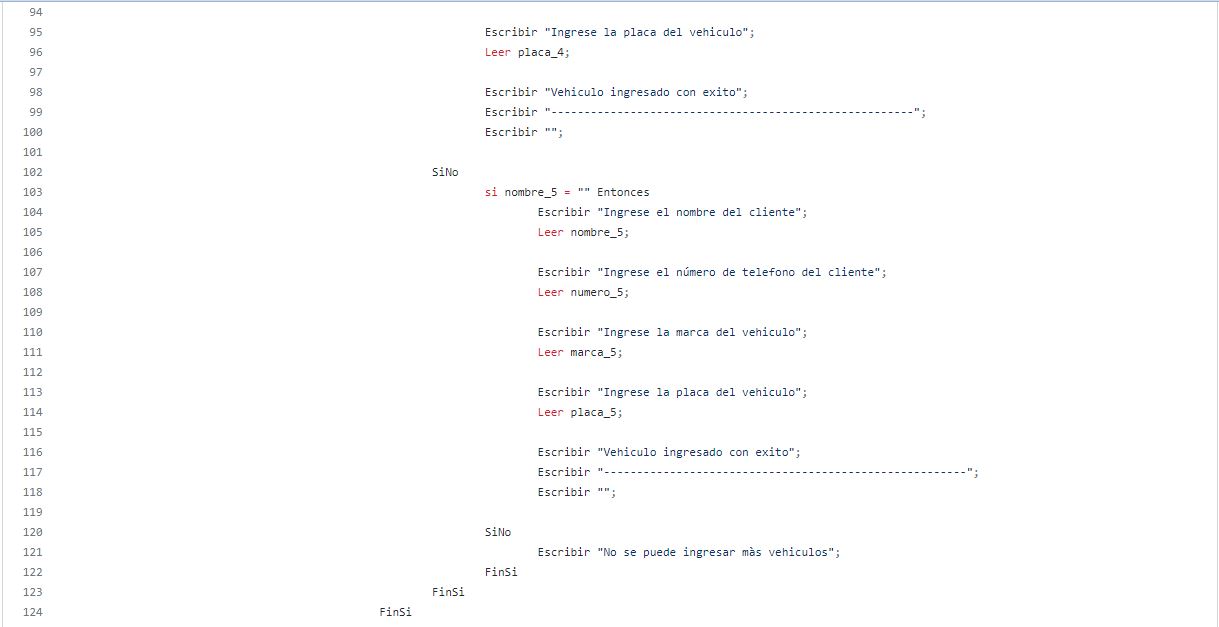 94
95 Escribir "Ingrese la placa del vehiculo";
96 Leer placa_4;
97
98 Escribir "Vehiculo ingresado con exito";
99 Escribir "-------------------------------------------------------";
100 Escribir "";
101
102 SiNo
103 si nombre_5 = "" Entonces
104 Escribir "Ingrese el nombre del cliente";
105 Leer nombre_5;
106
107 Escribir "Ingrese el número de telefono del cliente";
108 Leer numero_5;
109
110 Escribir "Ingrese la marca del vehiculo";
111 Leer marca_5;
112
113 Escribir "Ingrese la placa del vehiculo";
114 Leer placa_5;
115
116 Escribir "Vehiculo ingresado con exito";
117 Escribir "-------------------------------------------------------";
118 Escribir "";
119
120 SiNo
121 Escribir "No se puede ingresar màs vehiculos";
122 FinSi
123 FinSi
124 FinSi